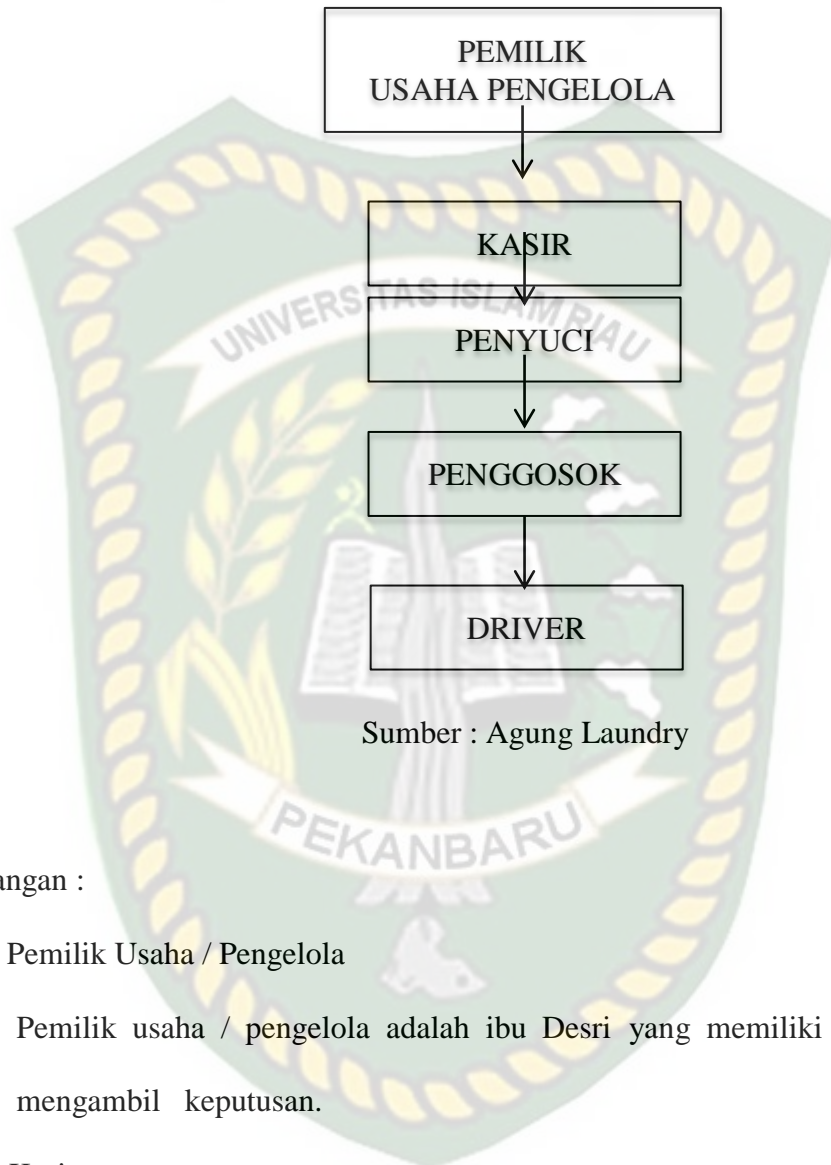 PEMILIK
USAHA PENGELOLA
KASIR
UNIVERSITAS ISLAM RIAU
PENYUCI
PENGGOSOK
DRIVER
Sumber : Agung Laundry
PEKANBARU
angan :
Pemilik Usaha / Pengelola
Pemilik usaha / pengelola adalah ibu Desri yang memiliki
mengambil keputusan.